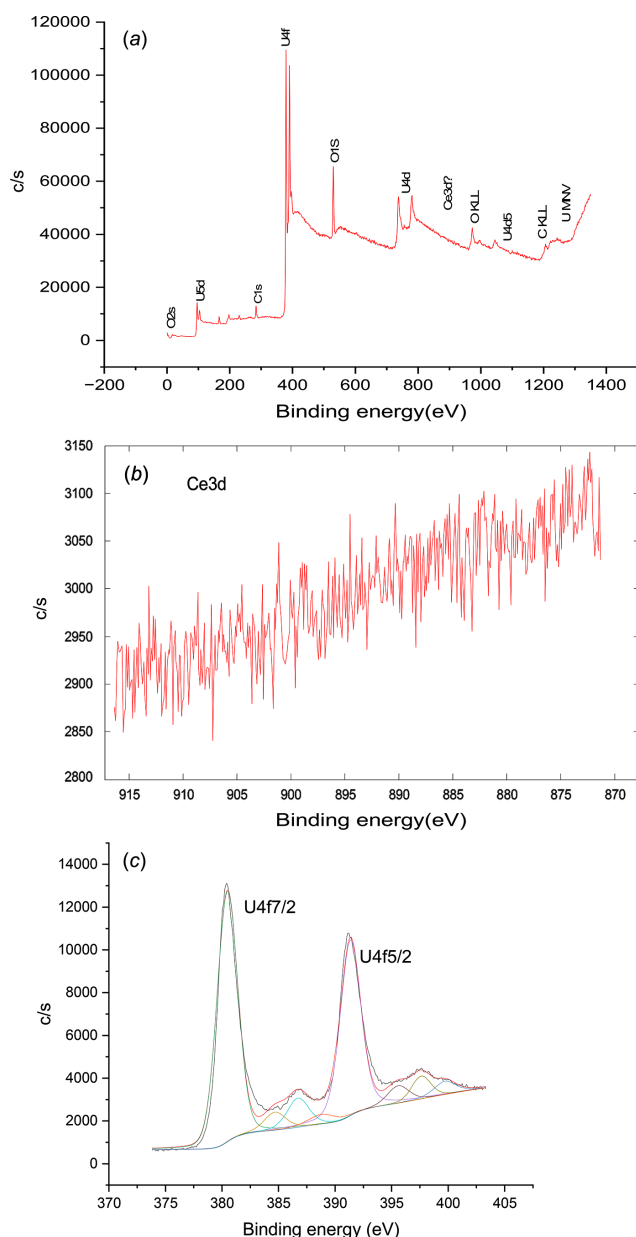 (a)
U4f
O1S
U4d
Ce3d?
O KLL
U4d5
C KLL
U MNV
C1s
U5d
O2s
120000
100000
80000
60000
40000
20000
0
c/s
−200 0 200 400 600 800 1000 1200 1400
Binding energy(eV)
(b)
Ce3d
3150
3100
3050
3000
2950
2900
2850
2800
c/s
915 910 905 900 895 890 885 880 875 870
Binding energy(eV)
(c)
U4f7/2
U4f5/2
14000
12000
10000
8000
6000
4000
2000
0
c/s
370 375 380 385 390 395 400 405
Binding energy (eV)